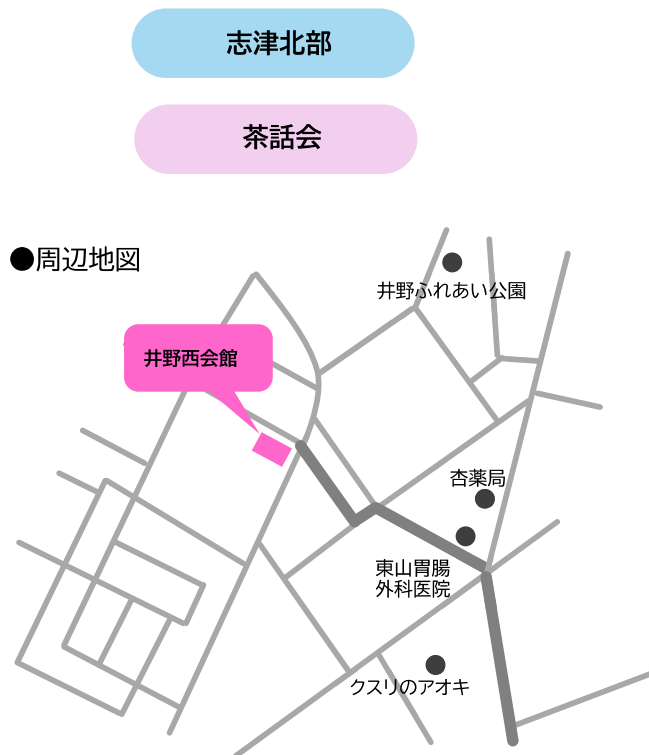 志津北部
茶話会
●周辺地図
井野ふれあい公園
井野西会館
杏薬局
東山胃腸
外科医院
クスリのアオキ